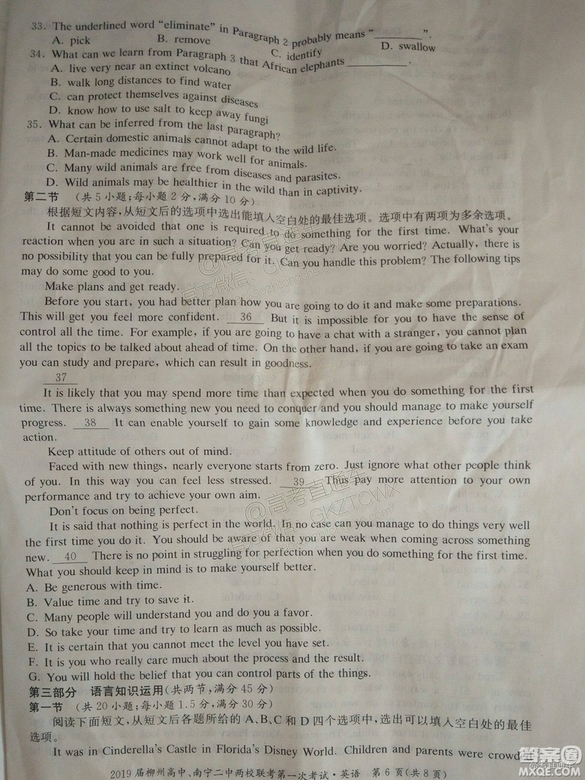 33. The underlined word "eliminate" in Paragraph 2 probably means "________".
A. pick B. remove C. identify D. swallow
34. What can we learn from Paragraph 3 that African elephants ________.
A. live very near an extinct volcano
B. walk long distances to find water
C. can protect themselves against diseases
D. know how to use salt to keep away fungi
35. What can be inferred from the last paragraph?
A. Certain domestic animals cannot adapt to the wild life.
B. Man-made medicines may work well for animals.
C. Many wild animals are free from diseases and parasites.
D. Wild animals may be healthier in the wild than in captivity.
第二节 (共5小题;每小题2分,满分10分)
根据短文内容,从短文后的选项中选出能填入空白处的最佳选项。选项中有两项为多余选项。
It cannot be avoided that one is required to do something for the first time. What's your
reaction when you are in such a situation? Can you get ready? Are you worried? Actually, there is
no possibility that you can be fully prepared for it. Can you handle this problem? The following tips
may do some good to you.
Make plans and get ready.
Before you start, you had better plan how you are going to do it and make some preparations.
This will get you feel more confident. 36 But it is impossible for you to have the sense of
control all the time. For example, if you are going to have a chat with a stranger, you cannot plan
all the topics to be talked about ahead of time. On the other hand, if you are going to take an exam
you can study and prepare, which can result in goodness.
37
It is likely that you may spend more time than expected when you do something for the first
time. There is always something new you need to conquer and you should manage to make yourself
progress. 38 It can enable yourself to gain some knowledge and experience before you take
action.
Keep attitude of others out of mind.
Faced with new things, nearly everyone starts from zero. Just ignore what other people think
of you. In this way you can feel less stressed. 39 Thus pay more attention to your own
performance and try to achieve your own aim.
Don't focus on being perfect.
It is said that nothing is perfect in the world. In no case can you manage to do things very well
the first time you do it. You should be aware of that you are weak when coming across something
new. 40 There is no point in struggling for perfection when you do something for the first time.
What you should keep in mind is to make yourself better.
A. Be generous with time.
B. Value time and try to save it.
C. Many people will understand you and do you a favor.
D. So take your time and try to learn as much as possible.
E. It is certain that you cannot meet the level you have set.
F. It is you who really care much about the process and the result.
G. You will hold the belief that you can control parts of the things.
第三部分 语言知识运用(共两节,满分45分)
第一节 (共20小题;每小题1.5分,满分30分)
阅读下面短文,从短文后各题所给的A、B、C和D四个选项中,选出可以填入空白处的最佳
选项。
It was in Cinderella's Castle in Florida's Disney World. Children and parents were crowded
2019届柳州高中、南宁二中两校联考第一次考试·英语 第6页(共8页)